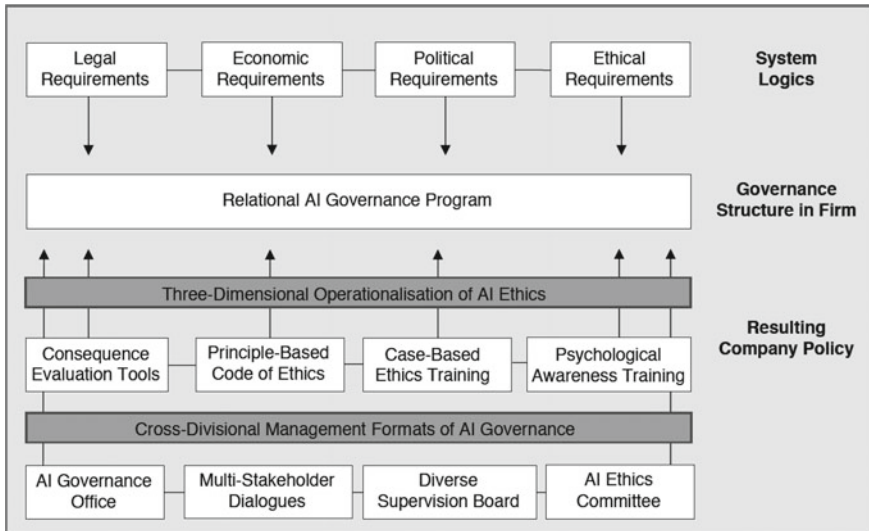 Legal
Requirements
Economic
Requirements
Political
Requirements
Ethical
Requirements
System
Logics
Relational AI Governance Program
Governance
Structure in Firm
Three-Dimensional Operationalisation of AI Ethics
Consequence
Evaluation Tools
Principle-Based
Code of Ethics
Case-Based
Ethics Training
Psychological
Awareness Training
Resulting
Company Policy
Cross-Divisional Management Formats of AI Governance
AI Governance
Office
Multi-Stakeholder
Dialogues
Diverse
Supervision Board
AI Ethics
Committee